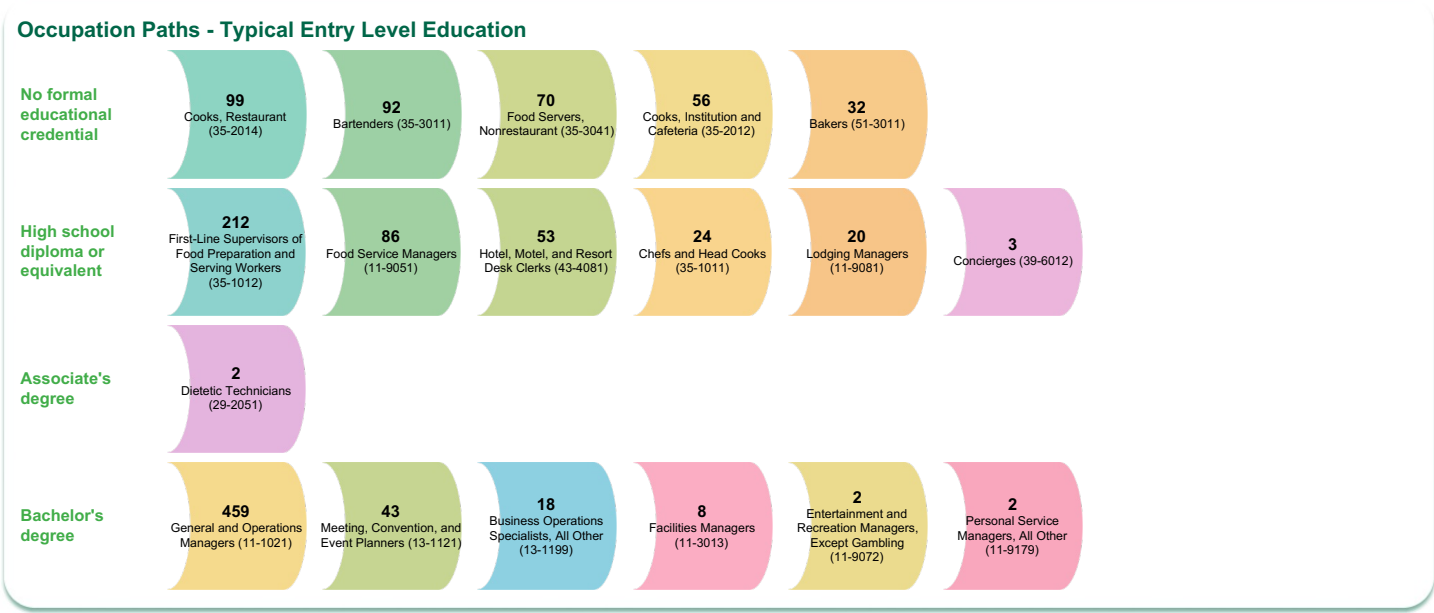 Occupation Paths - Typical Entry Level Education
No formal
educational
credential
99
Cooks, Restaurant
(35-2014)
92
Bartenders (35-3011)
70
Food Servers,
Nonrestaurant (35-3041)
56
Cooks, Institution and
Cafeteria (35-2012)
32
Bakers (51-3011)
High school
diploma or
equivalent
212
First-Line Supervisors of
Food Preparation and
Serving Workers
(35-1012)
86
Food Service Managers
(11-9051)
53
Hotel, Motel, and Resort
Desk Clerks (43-4081)
24
Chefs and Head Cooks
(35-1011)
20
Lodging Managers
(11-9081)
3
Concierges (39-6012)
Associate's
degree
2
Dietetic Technicians
(29-2051)
Bachelor's
degree
459
General and Operations
Managers (11-1021)
43
Meeting, Convention, and
Event Planners (13-1121)
18
Business Operations
Specialists, All Other
(13-1199)
8
Facilities Managers
(11-3013)
2
Entertainment and
Recreation Managers,
Except Gambling
(11-9072)
2
Personal Service
Managers, All Other
(11-9179)